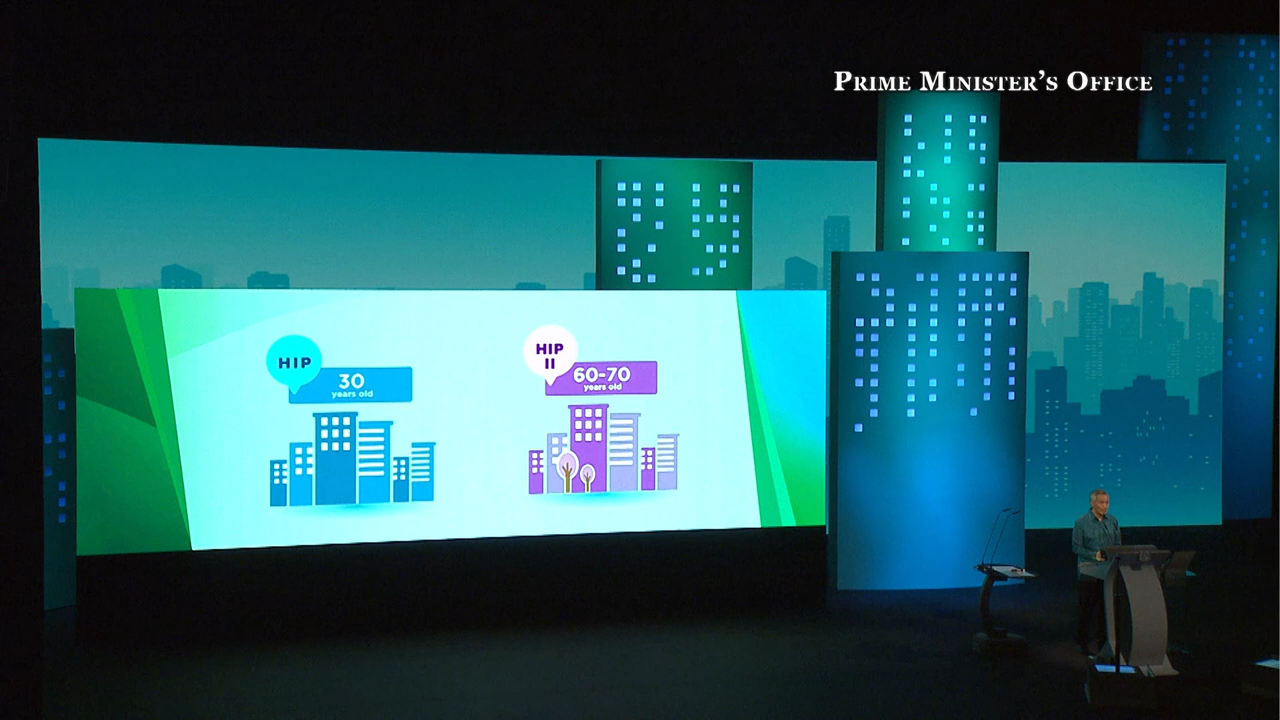 PRIME MINISTER'S OFFICE
HIP
30
years old
HIP
II
60-70
years old